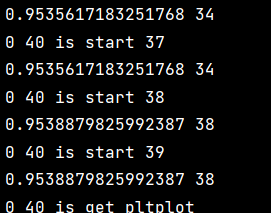 0.9535617183251768 34
0 40 is start 37
0.9535617183251768 34
0 40 is start 38
0.9538879825992387 38
0 40 is start 39
0.9538879825992387 38
0 40 is get pltplot